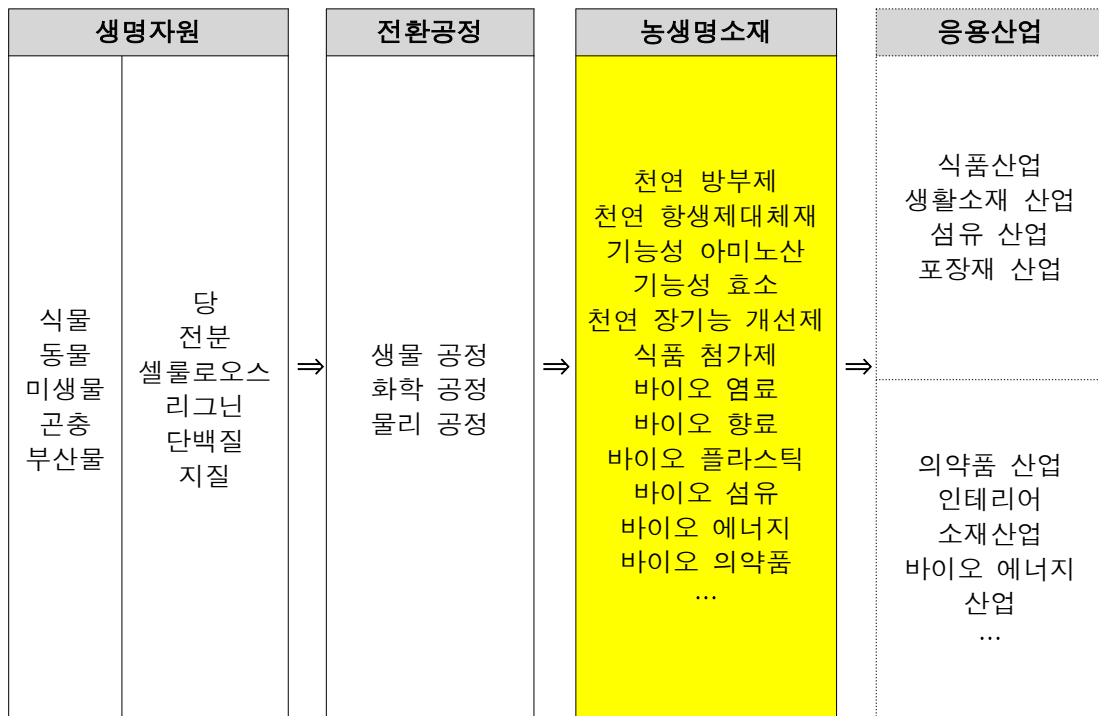 생명자원
식물
동물
미생물
곤충
부산물
당
전분
셀룰로오스
리그닌
단백질
지질
⇒
전환공정
생물 공정
화학 공정
물리 공정
⇒
농생명소재
천연 방부제
천연 항생제대체재
기능성 아미노산
기능성 효소
천연 장기능 개선제
식품 첨가제
바이오 염료
바이오 향료
바이오 플라스틱
바이오 섬유
바이오 에너지
바이오 의약품
...
⇒
응용산업
식품산업
생활소재 산업
섬유 산업
포장재 산업
의약품 산업
인테리어
소재산업
바이오 에너지
산업
...